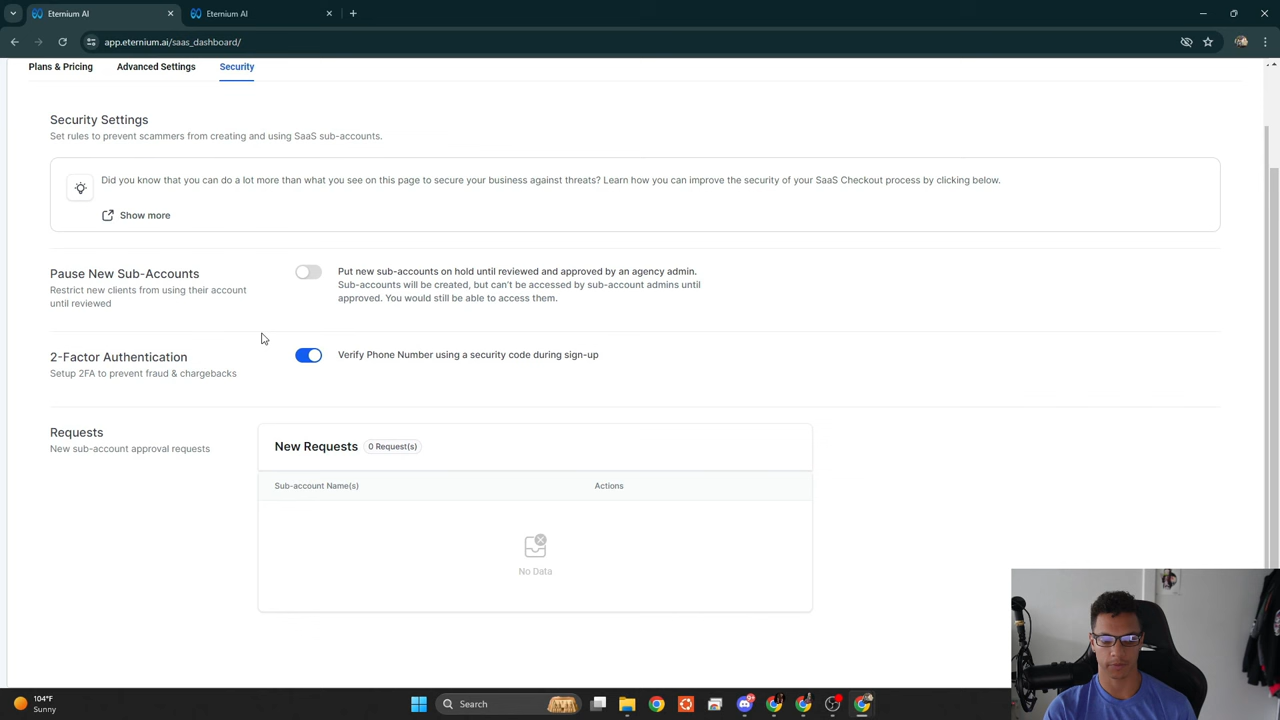 Eternium AI
Eternium AI
app.eternium.ai/saas_dashboard/
Plans & Pricing
Advanced Settings
Security
Security Settings
Set rules to prevent scammers from creating and using SaaS sub-accounts.
Did you know that you can do a lot more than what you see on this page to secure your business against threats? Learn how you can improve the security of your SaaS Checkout process by clicking below.
Show more
Pause New Sub-Accounts
Restrict new clients from using their account
until reviewed
Put new sub-accounts on hold until reviewed and approved by an agency admin.
Sub-accounts will be created, but can't be accessed by sub-account admins until
approved. You would still be able to access them.
2-Factor Authentication
Setup 2FA to prevent fraud & chargebacks
Verify Phone Number using a security code during sign-up
Requests
New sub-account approval requests
New Requests
0 Request(s)
Sub-account Name(s)
Actions
No Data
104°F
Sunny
Search